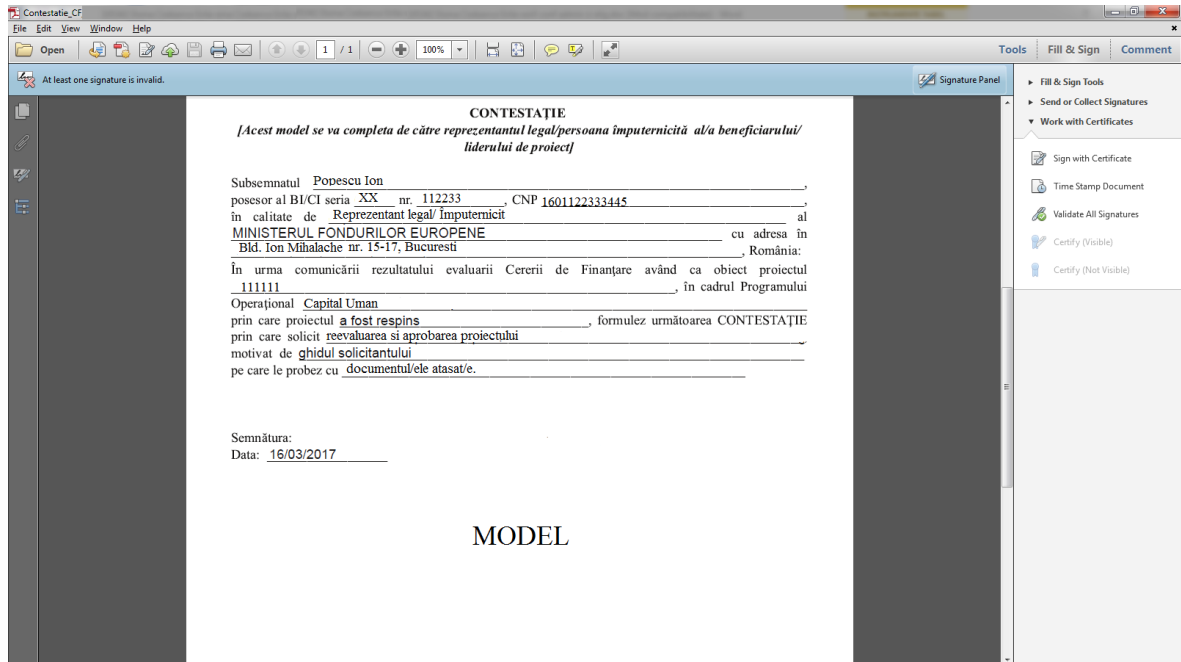 Contestatie_CF
File Edit View Window Help
Open 1 / 1 100% Tools Fill & Sign Comment
At least one signature is invalid. Signature Panel
Fill & Sign Tools
Send or Collect Signatures
Work with Certificates
Sign with Certificate
Time Stamp Document
Validate All Signatures
Certify (Visible)
Certify (Not Visible)
CONTESTAȚIE
[Acest model se va completa de către reprezentantul legal/persoana împuternicită al/a beneficiarului/
liderului de proiect]
Subsemnatul Popescu Ion,
posesor al BI/CI seria XX nr. 112233, CNP 1601122333445,
în calitate de Reprezentant legal/ Împuternicit al
MINISTERUL FONDURILOR EUROPENE cu adresa în
Bld. Ion Mihalache nr. 15-17, Bucuresti, România:
În urma comunicării rezultatului evaluarii Cererii de Finanțare având ca obiect proiectul
111111, în cadrul Programului
Operațional Capital Uman
prin care proiectul a fost respins, formulez următoarea CONTESTAȚIE
prin care solicit reevaluarea si aprobarea proiectului
motivat de ghidul solicitantului
pe care le probez cu documentul/ele atasat/e.
Semnătura:
Data: 16/03/2017
MODEL